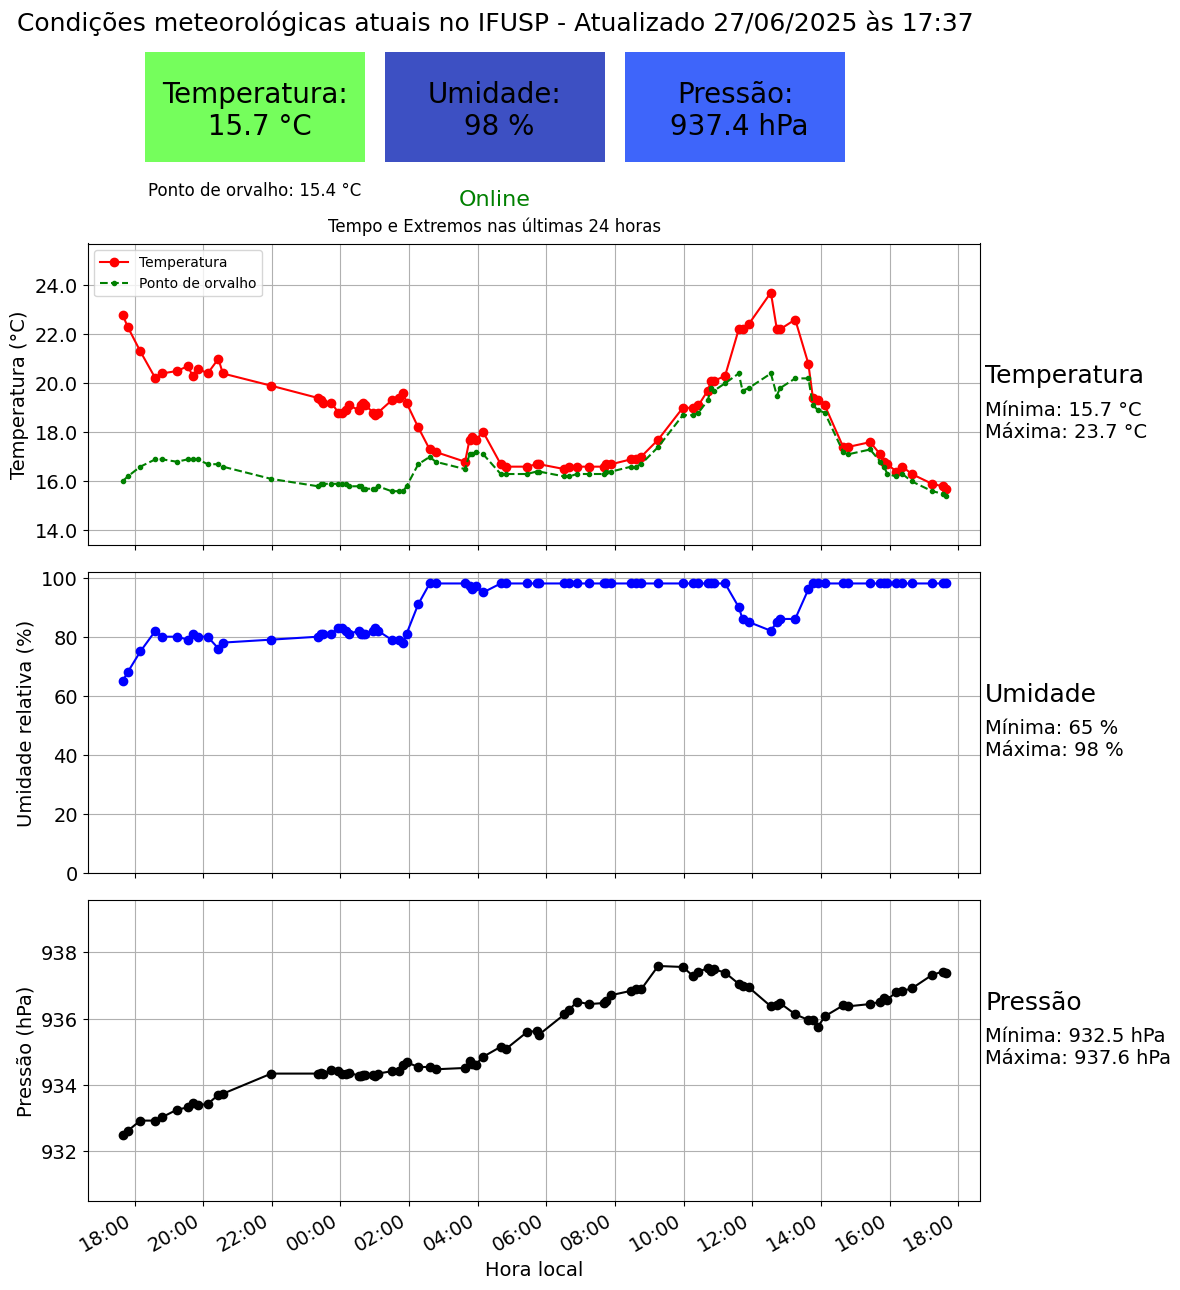 Condições meteorológicas atuais no IFUSP - Atualizado 27/06/2025 às 17:37
Temperatura:
15.7 °C
Umidade:
98 %
Pressão:
937.4 hPa
Ponto de orvalho: 15.4 °C
Online
Tempo e Extremos nas últimas 24 horas
Temperatura (°C)
24.0
22.0
20.0
18.0
16.0
14.0
Temperatura
Ponto de orvalho
Temperatura
Mínima: 15.7 °C
Máxima: 23.7 °C
Umidade relativa (%)
100
80
60
40
20
0
Umidade
Mínima: 65 %
Máxima: 98 %
Pressão (hPa)
938
936
934
932
Pressão
Mínima: 932.5 hPa
Máxima: 937.6 hPa
18:00 20:00 22:00 00:00 02:00 04:00 06:00 08:00 10:00 12:00 14:00 16:00 18:00
Hora local